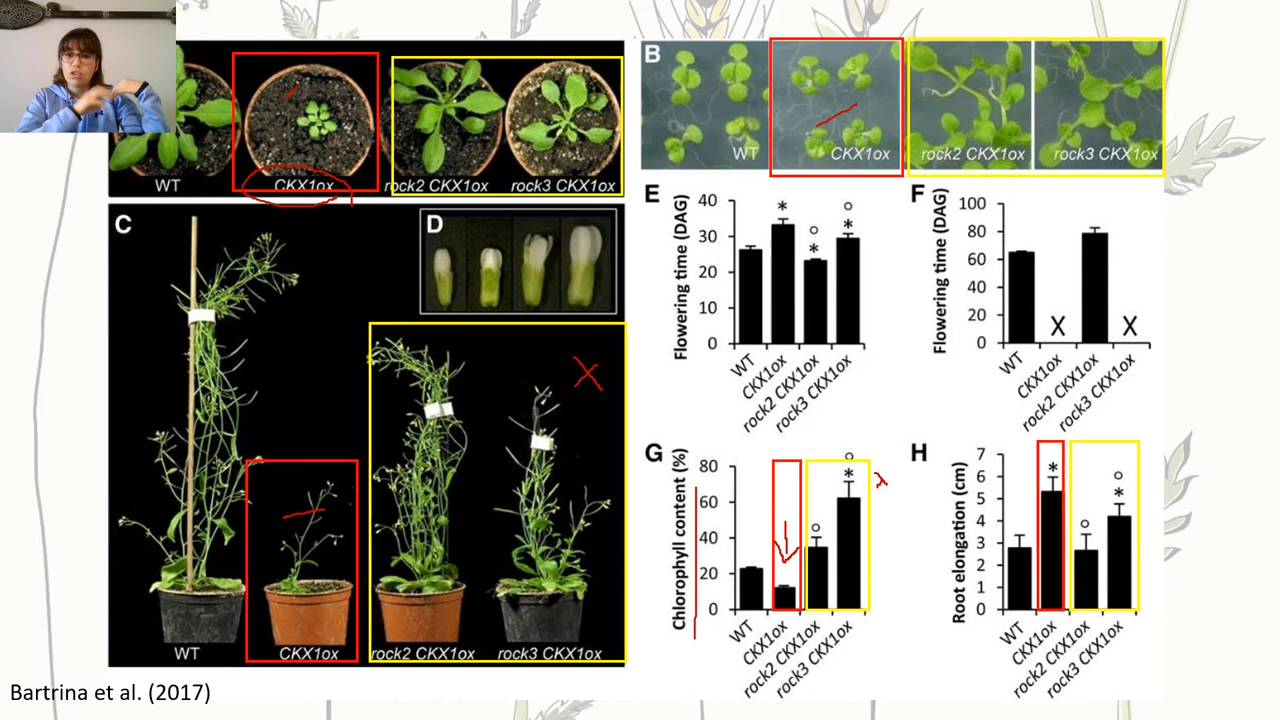 WT
CKX1ox
rock2 CKX1ox
rock3 CKX1ox
B
WT
CKX1ox
rock2 CKX1ox
rock3 CKX1ox
C
D
WT
CKX1ox
rock2 CKX1ox
rock3 CKX1ox
E
Flowering time (DAG)
40
30
20
10
0
*
*
*
WT
CKX1ox
rock2 CKX1ox
rock3 CKX1ox
F
Flowering time (DAG)
100
80
60
40
20
0
X
X
WT
CKX1ox
rock2 CKX1ox
rock3 CKX1ox
G
Chlorophyll content (%)
80
60
40
20
0
*
WT
CKX1ox
rock2 CKX1ox
rock3 CKX1ox
H
Root elongation (cm)
7
6
5
4
3
2
1
0
*
*
WT
CKX1ox
rock2 CKX1ox
rock3 CKX1ox
Bartrina et al. (2017)